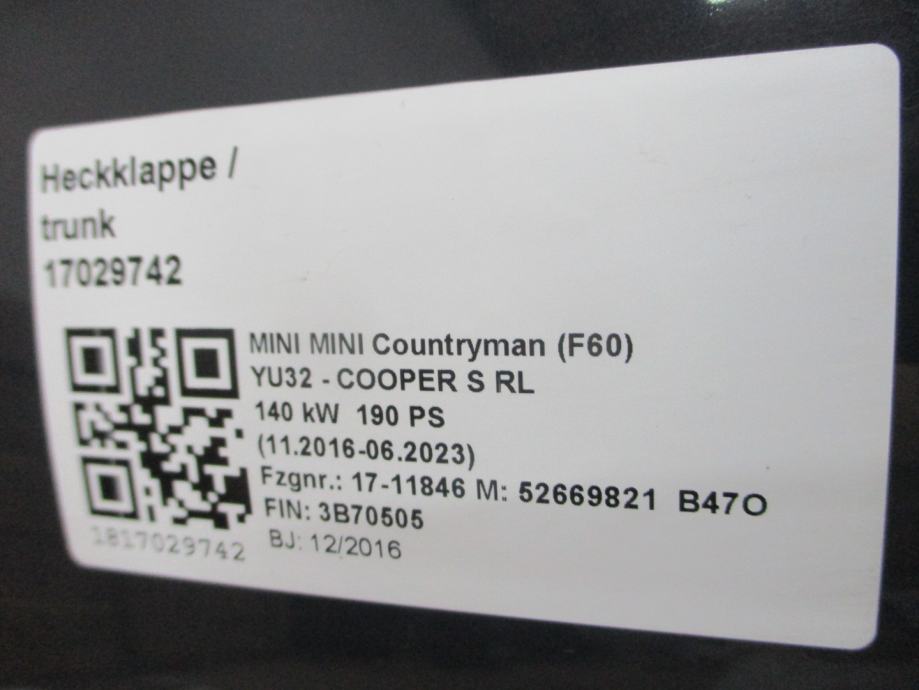 Heckklappe /
trunk
17029742
MINI MINI Countryman (F60)
YU32 - COOPER S RL
140 kW 190 PS
(11.2016-06.2023)
Fzgnr.: 17-11846 M: 52669821 B47O
FIN: 3B70505
BJ: 12/2016
1817029742